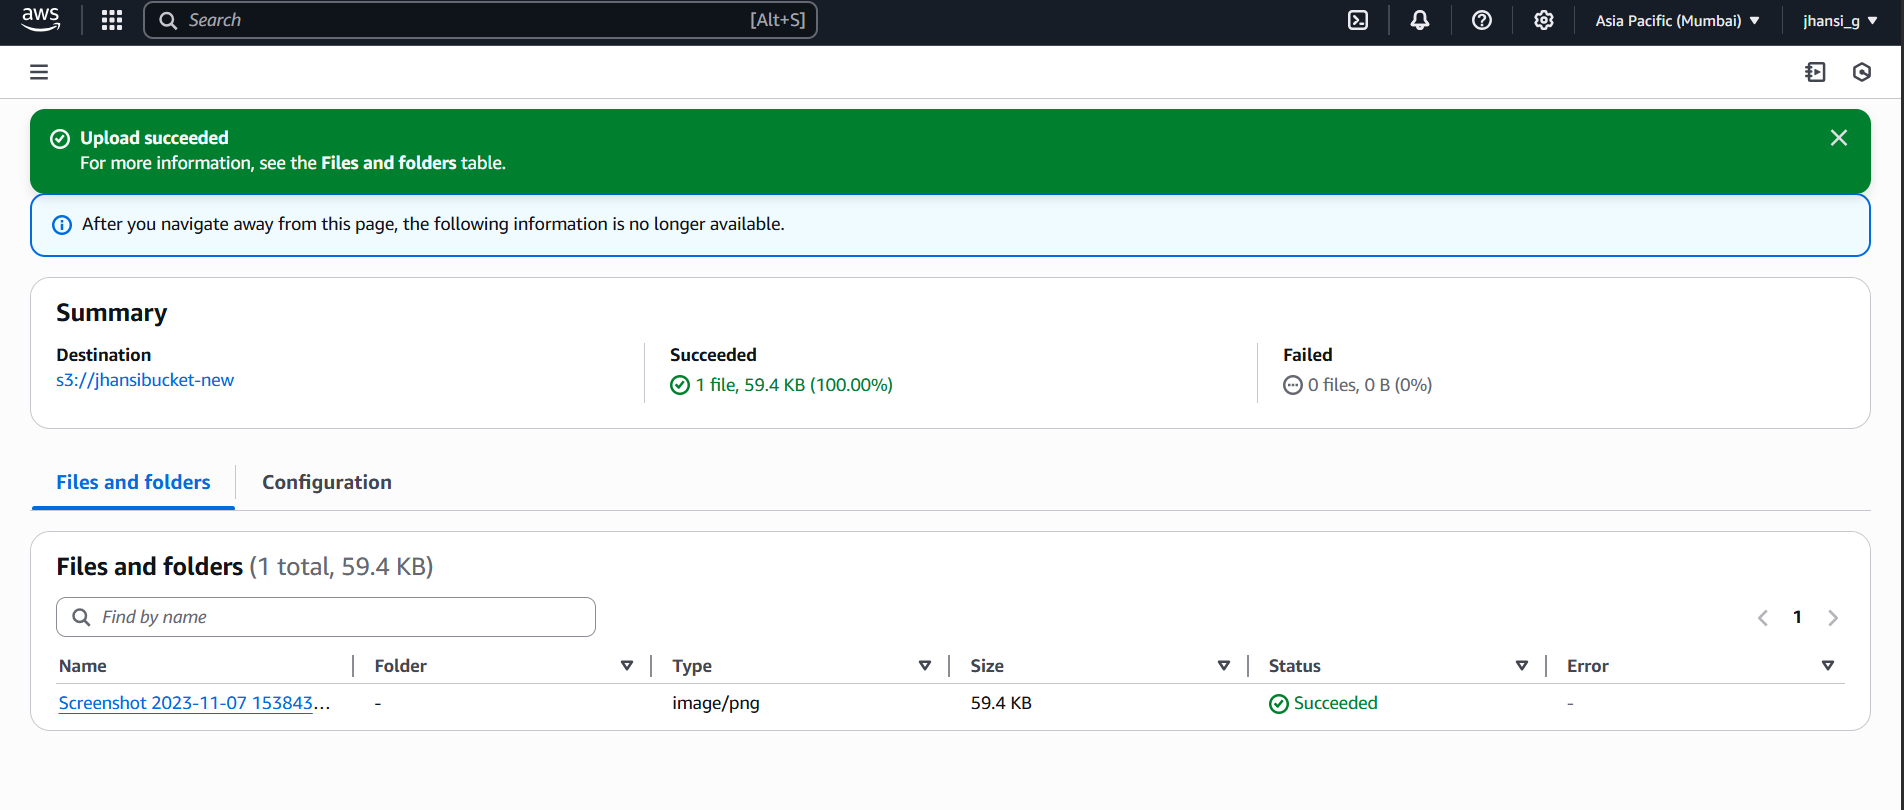 aws Search [Alt+S] Asia Pacific (Mumbai) jhansi_g
Upload succeeded
For more information, see the Files and folders table.
After you navigate away from this page, the following information is no longer available.
Summary
Destination Succeeded Failed
s3://jhansibucket-new 1 file, 59.4 KB (100.00%) 0 files, 0 B (0%)
Files and folders Configuration
Files and folders (1 total, 59.4 KB)
Find by name 1
Name Folder Type Size Status Error
Screenshot 2023-11-07 153843... - image/png 59.4 KB Succeeded -